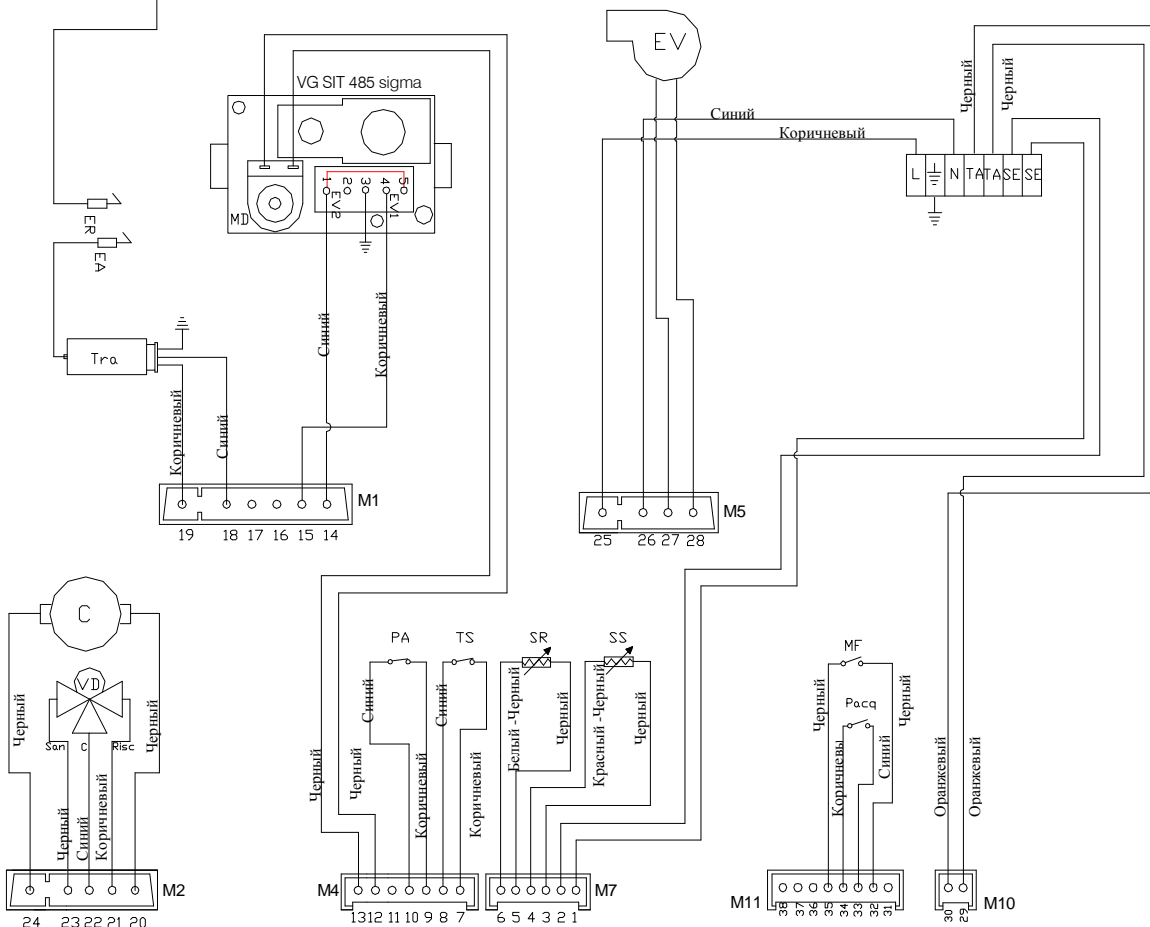 EV
VG SIT 485 sigma
Черный
Черный
Синий
Коричневый
L N TA TA SE SE
1 2 3 4 5
EV2 EV1
MD
ER
EA
Tra
Синий
Коричневый
Коричневый
Синий
M1
19 18 17 16 15 14
M5
25 26 27 28
C
VD
San C Risc
Черный
Черный
Черный
Синий
Коричневый
M2
24 23 22 21 20
PA TS SR SS
Синий
Синий
Белый -Черный
Черный
Красный -Черный
Черный
Черный
Черный
Коричневый
Коричневый
M4
13 12 11 10 9 8 7
M7
6 5 4 3 2 1
MF
Pacq
Черный
Черный
Коричневы
Синий
M11
38 37 36 35 34 33 32 31
Оранжевый
Оранжевый
M10
30 29